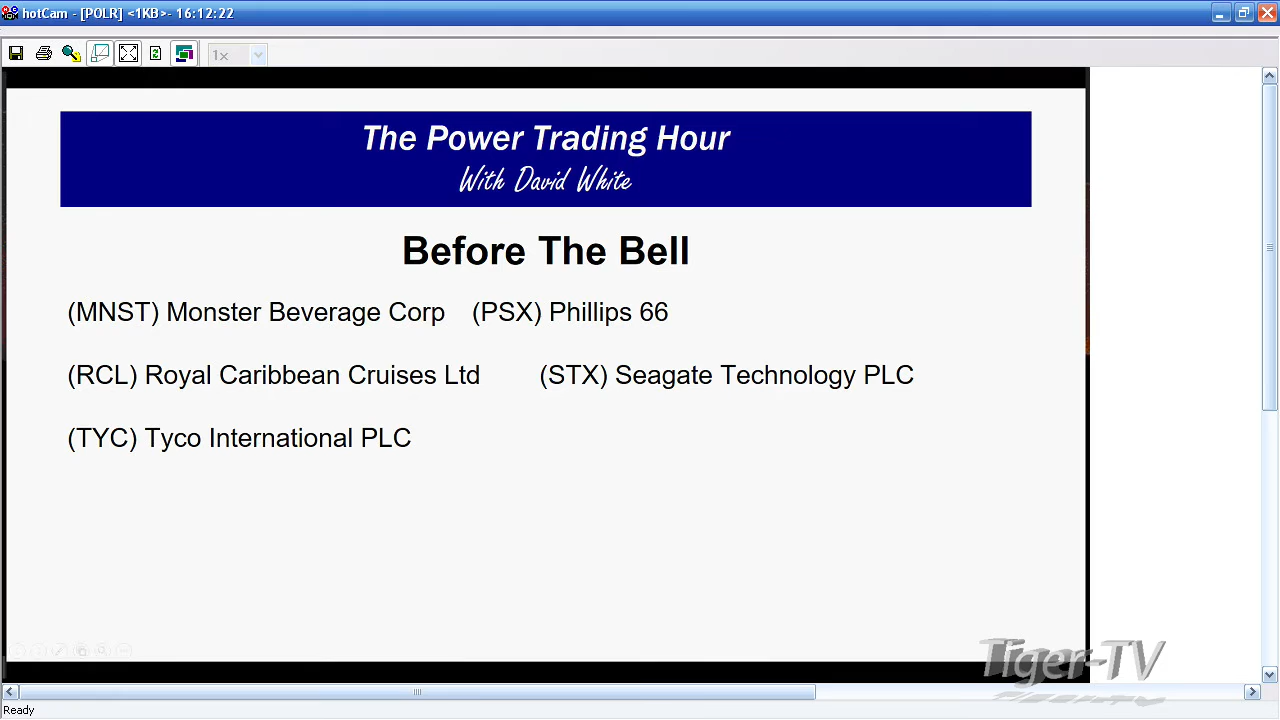 hotCam - [POLR] <1KB>- 16:12:22
1x
The Power Trading Hour
With David White
Before The Bell
(MNST) Monster Beverage Corp (PSX) Phillips 66
(RCL) Royal Caribbean Cruises Ltd (STX) Seagate Technology PLC
(TYC) Tyco International PLC
Tiger-TV
Ready